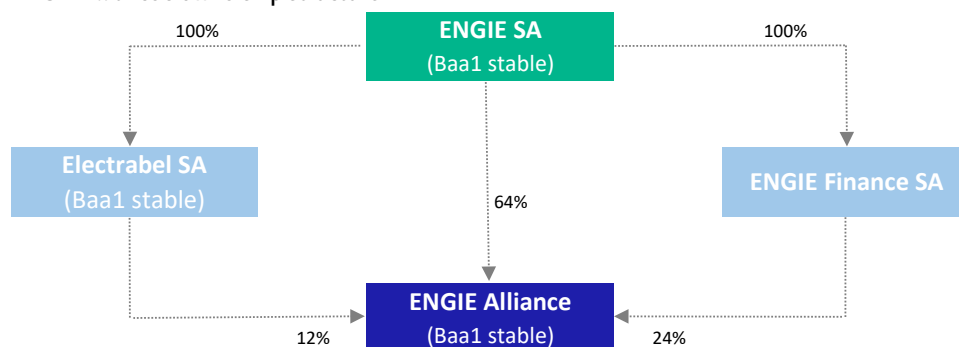 100%
ENGIE SA
(Baa1 stable)
100%
Electrabel SA
(Baa1 stable)
ENGIE Finance SA
64%
ENGIE Alliance
(Baa1 stable)
12%
24%